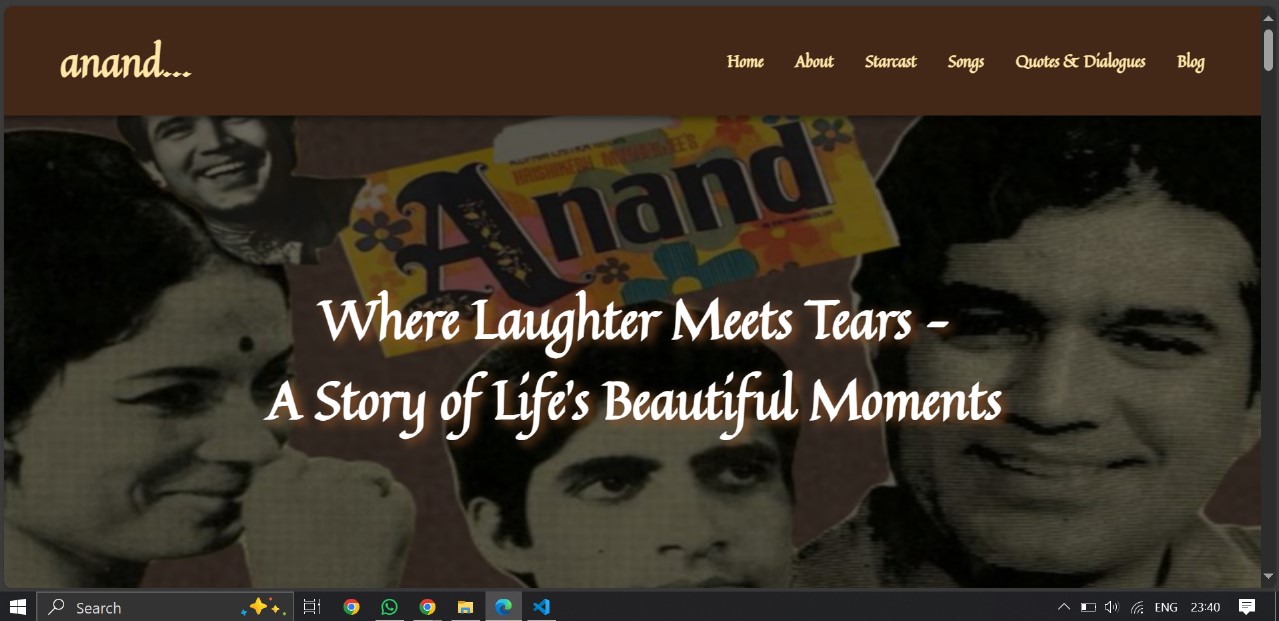 anand...
Home About Starcast Songs Quotes & Dialogues Blog
HRISHIKESH MUKHERJEE'S
Anand
Where Laughter Meets Tears -
A Story of Life's Beautiful Moments
Search
ENG 23:40